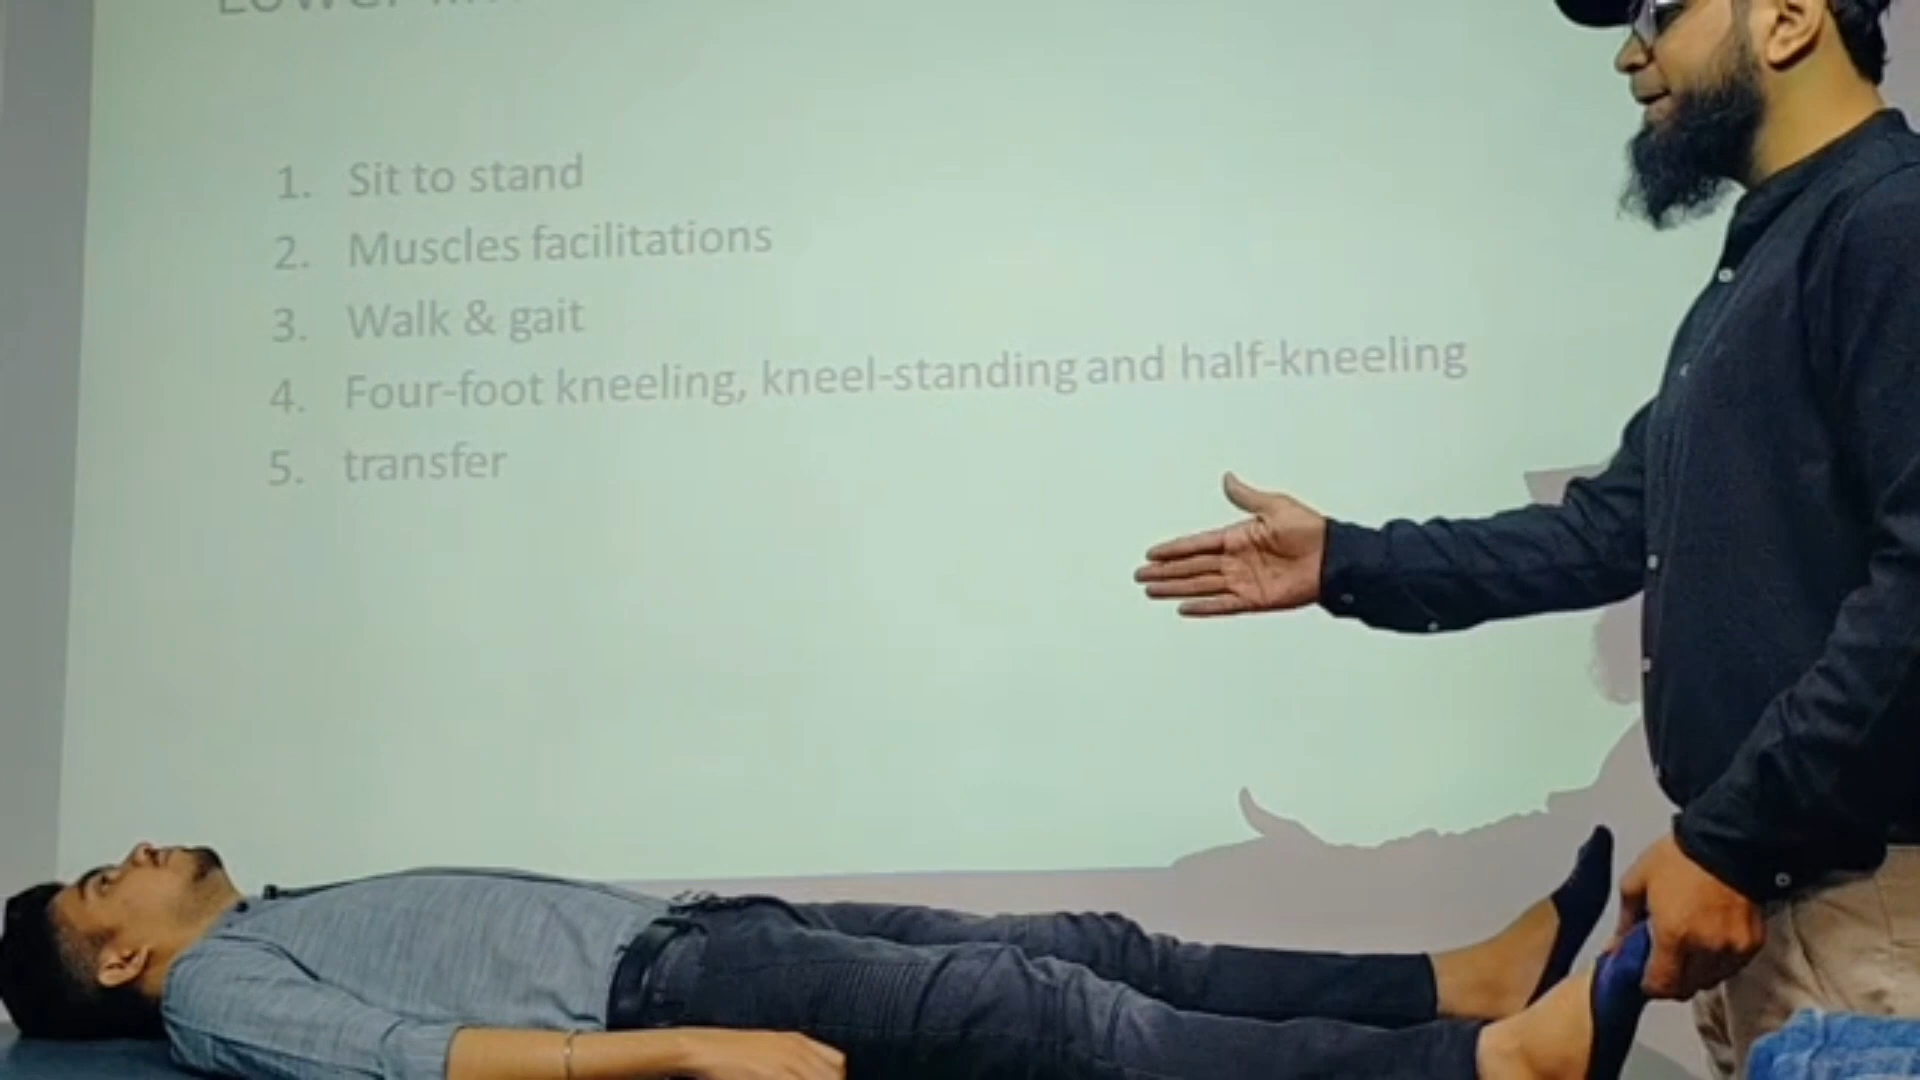 1. Sit to stand
2. Muscles facilitations
3. Walk & gait
4. Four-foot kneeling, kneel-standing and half-kneeling
5. transfer